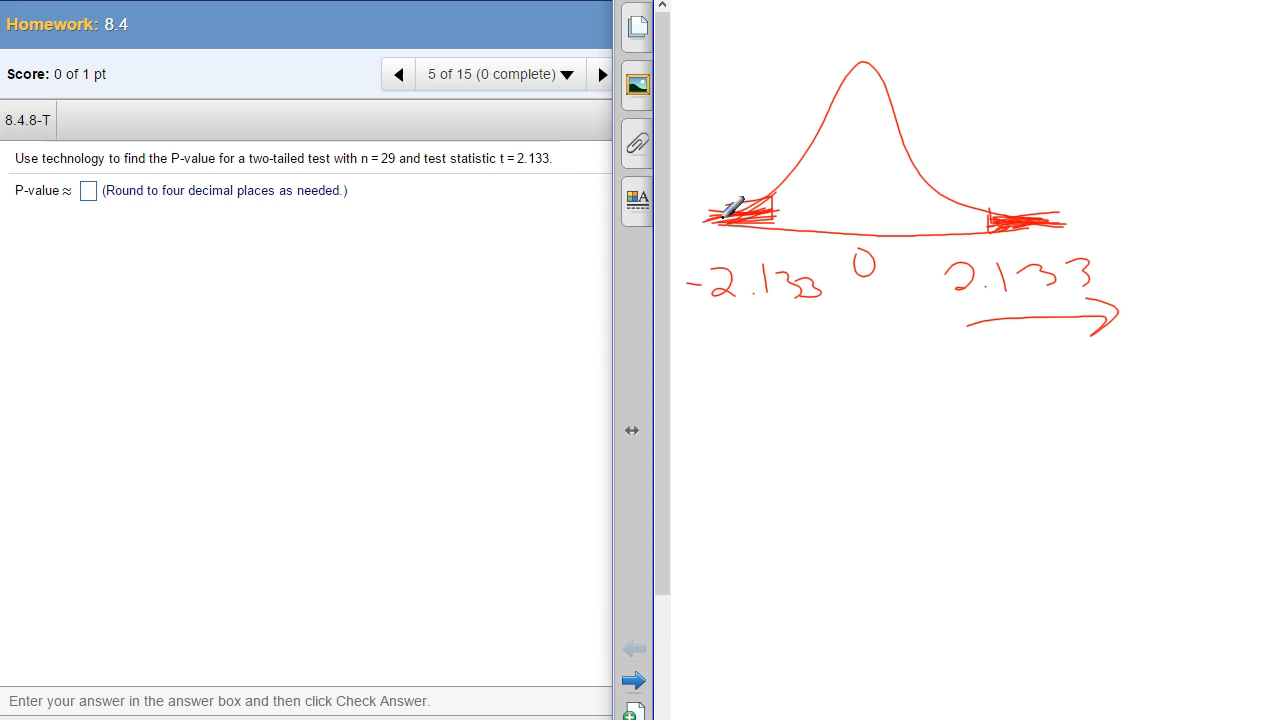 Homework: 8.4
Score: 0 of 1 pt
5 of 15 (0 complete)
8.4.8-T
Use technology to find the P-value for a two-tailed test with n = 29 and test statistic t = 2.133.
P-value ≈ (Round to four decimal places as needed.)
Enter your answer in the answer box and then click Check Answer.
A
-2.133 0 2.133